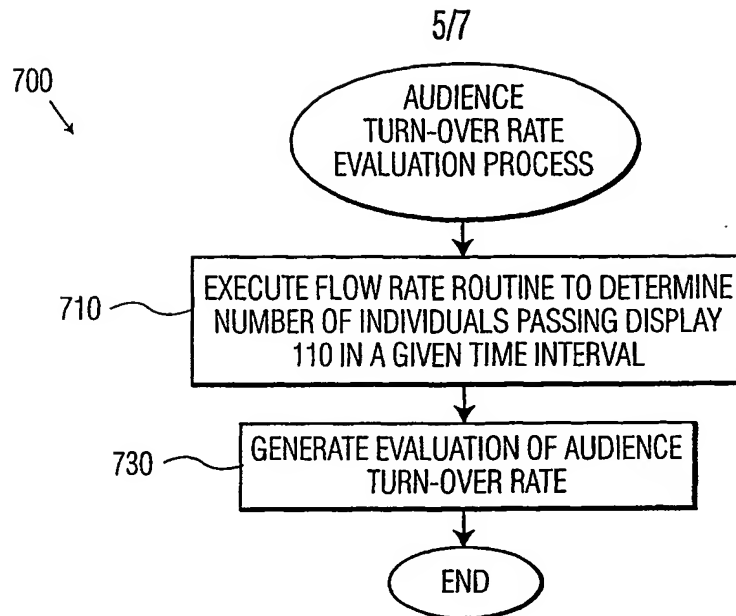 5/7
700
AUDIENCE
TURN-OVER RATE
EVALUATION PROCESS
710
EXECUTE FLOW RATE ROUTINE TO DETERMINE
NUMBER OF INDIVIDUALS PASSING DISPLAY
110 IN A GIVEN TIME INTERVAL
730
GENERATE EVALUATION OF AUDIENCE
TURN-OVER RATE
END